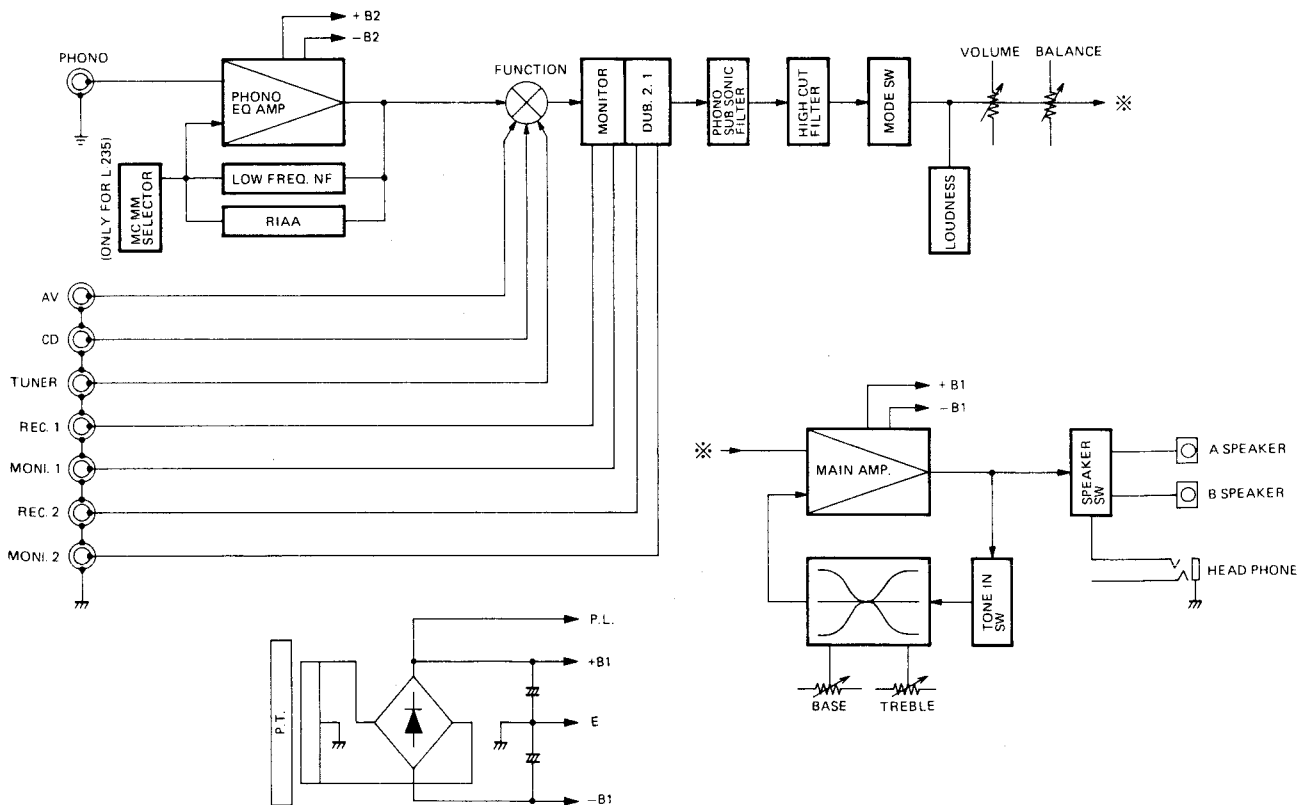 +B2
−B2
PHONO
PHONO
EQ AMP
FUNCTION
MONITOR
DUB. 2. 1
PHONO
SUB SONIC
FILTER
HIGH CUT
FILTER
MODE SW
VOLUME
BALANCE
※
(ONLY FOR L 235)
MC MM
SELECTOR
LOW FREQ. NF
RIAA
LOUDNESS
AV
CD
TUNER
REC. 1
MONI. 1
REC. 2
MONI. 2
+B1
−B1
※
MAIN AMP.
SPEAKER
SW
A SPEAKER
B SPEAKER
HEAD PHONE
TONE IN
SW
BASE
TREBLE
P.T.
P.L.
+B1
E
−B1